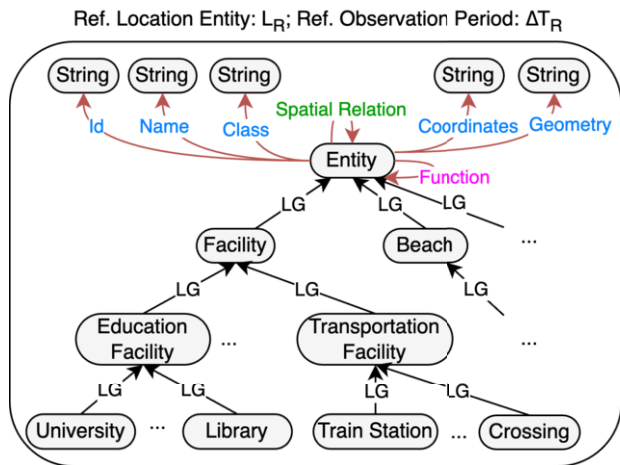 Ref. Location Entity: L_R; Ref. Observation Period: ΔT_R
String String String String String
Spatial Relation
Id Name Class Coordinates Geometry
Entity
Function
LG LG LG
Facility Beach ...
LG LG LG
Education
Facility
...
Transportation
Facility
...
LG LG LG LG
University ... Library Train Station ... Crossing